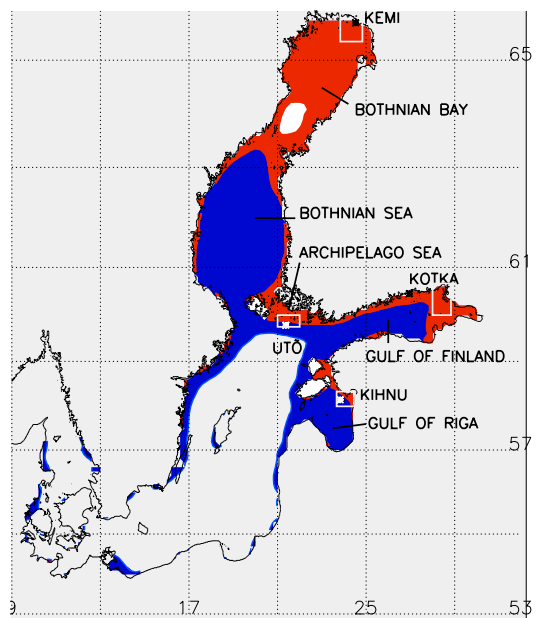 KEMI
65
BOTHNIAN BAY
BOTHNIAN SEA
ARCHIPELAGO SEA
61
KOTKA
UTÖ
GULF OF FINLAND
KIHNU
GULF OF RIGA
57
9
17
25
53